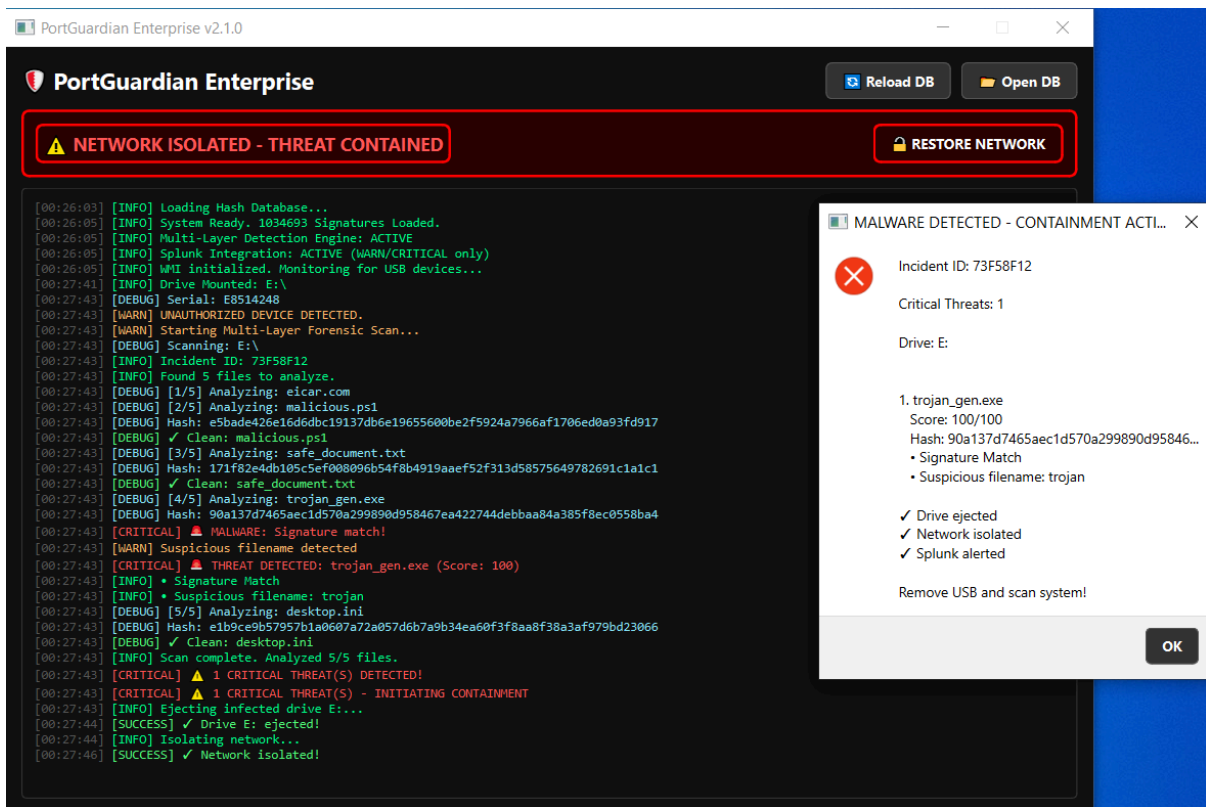 PortGuardian Enterprise v2.1.0
PortGuardian Enterprise
Reload DB
Open DB
NETWORK ISOLATED - THREAT CONTAINED
RESTORE NETWORK
[00:26:03] [INFO] Loading Hash Database...
[00:26:05] [INFO] System Ready. 1034693 Signatures Loaded.
[00:26:05] [INFO] Multi-Layer Detection Engine: ACTIVE
[00:26:05] [INFO] Splunk Integration: ACTIVE (WARN/CRITICAL only)
[00:26:05] [INFO] WMI initialized. Monitoring for USB devices...
[00:27:41] [INFO] Drive Mounted: E:\
[00:27:43] [DEBUG] Serial: E8514248
[00:27:43] [WARN] UNAUTHORIZED DEVICE DETECTED.
[00:27:43] [WARN] Starting Multi-Layer Forensic Scan...
[00:27:43] [DEBUG] Scanning: E:\
[00:27:43] [INFO] Incident ID: 73F58F12
[00:27:43] [INFO] Found 5 files to analyze.
[00:27:43] [DEBUG] [1/5] Analyzing: eicar.com
[00:27:43] [DEBUG] [2/5] Analyzing: malicious.ps1
[00:27:43] [DEBUG] Hash: e5bade426e16d6dbc19137db6e19655600be2f5924a7966af1706ed0a93fd917
[00:27:43] [DEBUG] ✓ Clean: malicious.ps1
[00:27:43] [DEBUG] [3/5] Analyzing: safe_document.txt
[00:27:43] [DEBUG] Hash: 171f82e4db105c5ef008096b54f8b4919aaef52f313d58575649782691c1a1c1
[00:27:43] [DEBUG] ✓ Clean: safe_document.txt
[00:27:43] [DEBUG] [4/5] Analyzing: trojan_gen.exe
[00:27:43] [DEBUG] Hash: 90a137d7465aec1d570a299890d958467ea422744debbaa84a385f8ec0558ba4
[00:27:43] [CRITICAL] 🚨 MALWARE: Signature match!
[00:27:43] [WARN] Suspicious filename detected
[00:27:43] [CRITICAL] 🚨 THREAT DETECTED: trojan_gen.exe (Score: 100)
[00:27:43] [INFO] • Signature Match
[00:27:43] [INFO] • Suspicious filename: trojan
[00:27:43] [DEBUG] [5/5] Analyzing: desktop.ini
[00:27:43] [DEBUG] Hash: e1b9ce9b57957b1a0607a72a057d6b7a9b34ea60f3f8aa8f38a3af979bd23066
[00:27:43] [DEBUG] ✓ Clean: desktop.ini
[00:27:43] [INFO] Scan complete. Analyzed 5/5 files.
[00:27:43] [CRITICAL] ⚠ 1 CRITICAL THREAT(S) DETECTED!
[00:27:43] [CRITICAL] ⚠ 1 CRITICAL THREAT(S) - INITIATING CONTAINMENT
[00:27:43] [INFO] Ejecting infected drive E:...
[00:27:44] [SUCCESS] ✓ Drive E: ejected!
[00:27:44] [INFO] Isolating network...
[00:27:46] [SUCCESS] ✓ Network isolated!
MALWARE DETECTED - CONTAINMENT ACTI...
Incident ID: 73F58F12
Critical Threats: 1
Drive: E:
1. trojan_gen.exe
Score: 100/100
Hash: 90a137d7465aec1d570a299890d95846...
• Signature Match
• Suspicious filename: trojan
✓ Drive ejected
✓ Network isolated
✓ Splunk alerted
Remove USB and scan system!
OK